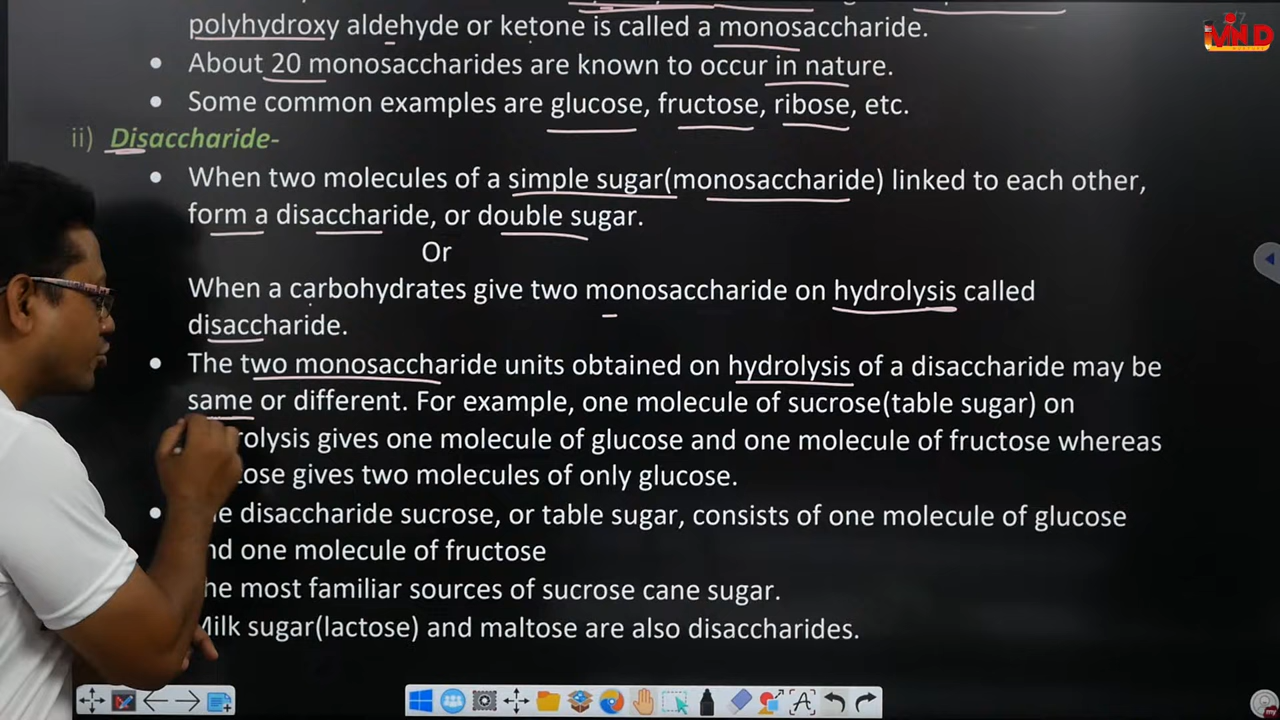 polyhydroxy aldehyde or ketone is called a monosaccharide.
• About 20 monosaccharides are known to occur in nature.
• Some common examples are glucose, fructose, ribose, etc.
ii) Disaccharide-
• When two molecules of a simple sugar(monosaccharide) linked to each other,
form a disaccharide, or double sugar.
Or
When a carbohydrates give two monosaccharide on hydrolysis called
disaccharide.
• The two monosaccharide units obtained on hydrolysis of a disaccharide may be
same or different. For example, one molecule of sucrose(table sugar) on
gives one molecule of glucose and one molecule of fructose whereas
gives two molecules of only glucose.
• disaccharide sucrose, or table sugar, consists of one molecule of glucose
and one molecule of fructose
The most familiar sources of sucrose cane sugar.
Milk sugar(lactose) and maltose are also disaccharides.